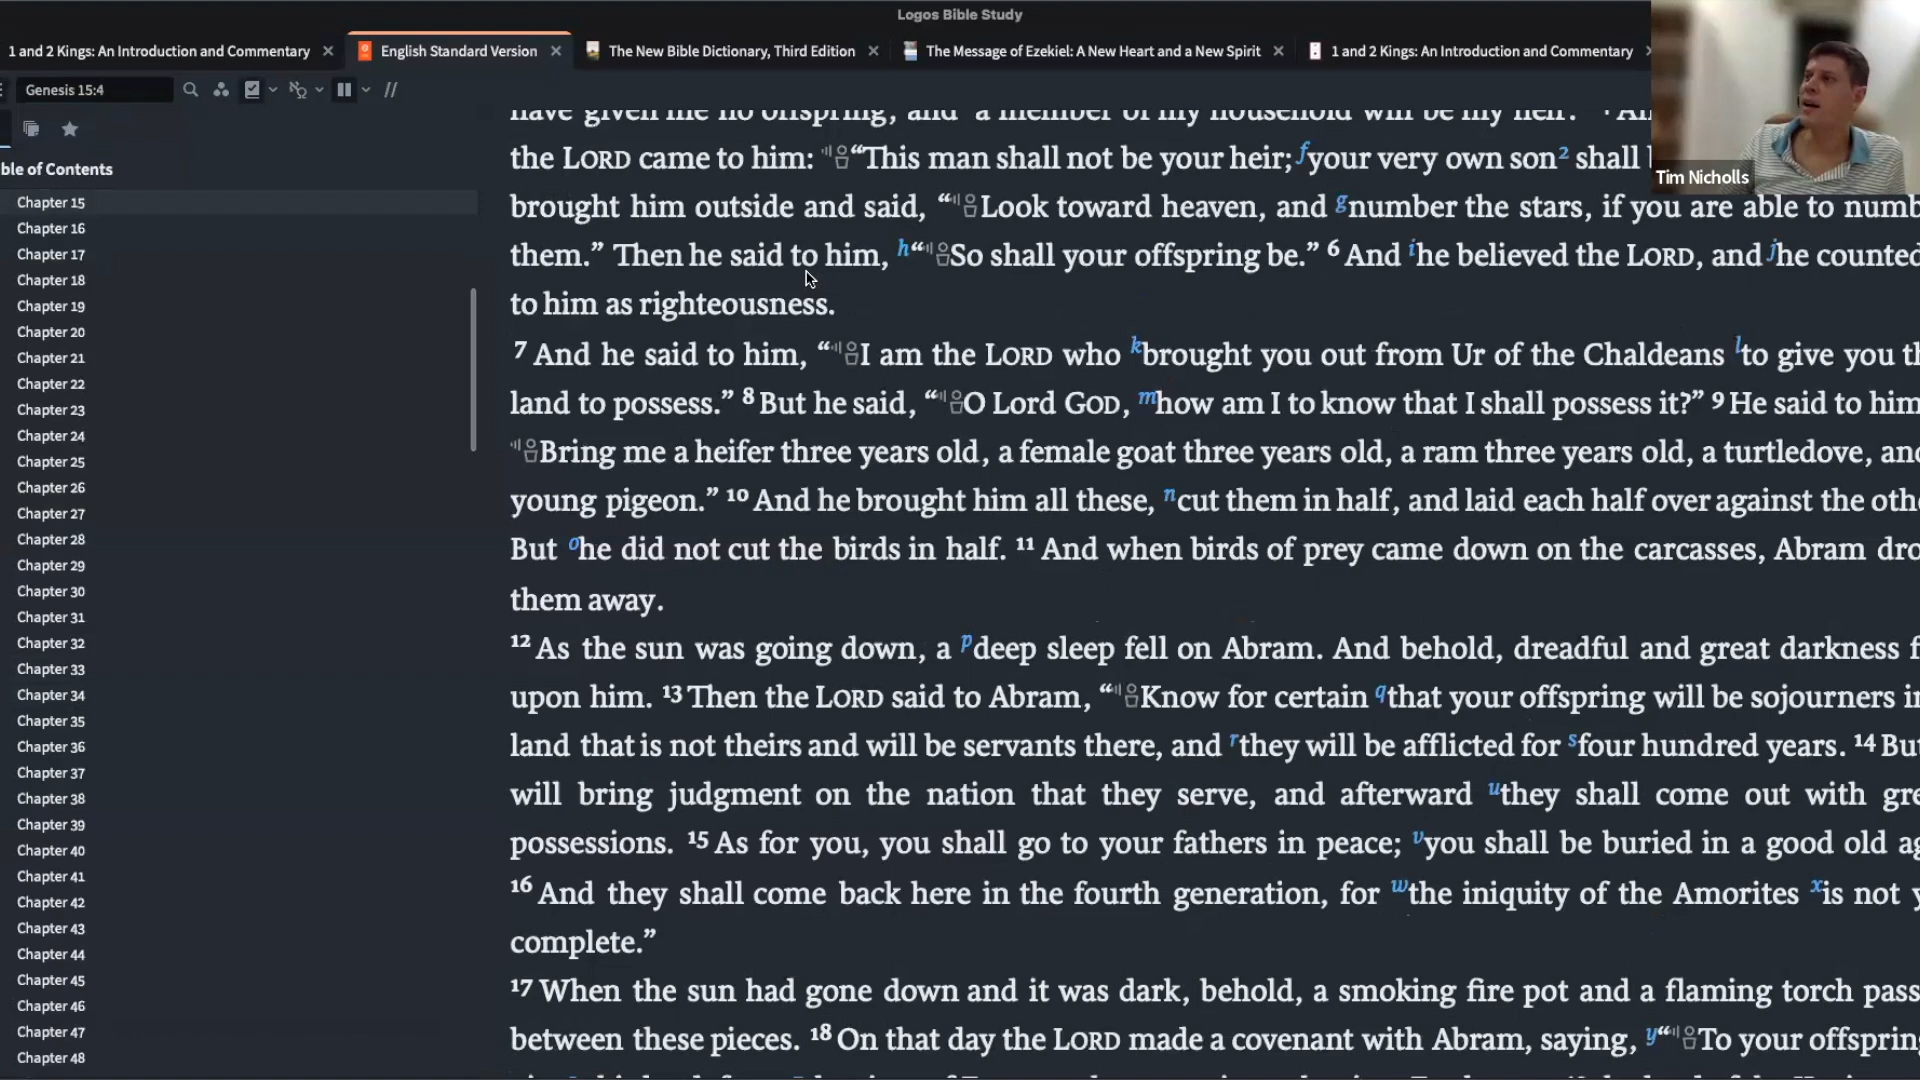 Logos Bible Study
1 and 2 Kings: An Introduction and Commentary
English Standard Version
The New Bible Dictionary, Third Edition
The Message of Ezekiel: A New Heart and a New Spirit
1 and 2 Kings: An Introduction and Commentary
Genesis 15:4
Tim Nicholls
ble of Contents
Chapter 15
Chapter 16
Chapter 17
Chapter 18
Chapter 19
Chapter 20
Chapter 21
Chapter 22
Chapter 23
Chapter 24
Chapter 25
Chapter 26
Chapter 27
Chapter 28
Chapter 29
Chapter 30
Chapter 31
Chapter 32
Chapter 33
Chapter 34
Chapter 35
Chapter 36
Chapter 37
Chapter 38
Chapter 39
Chapter 40
Chapter 41
Chapter 42
Chapter 43
Chapter 44
Chapter 45
Chapter 46
Chapter 47
Chapter 48
have given me no offspring, and a member of my household will be my heir.”
the LORD came to him: “This man shall not be your heir; f your very own son 2 shall
brought him outside and said, “Look toward heaven, and g number the stars, if you are able to numb
them.” Then he said to him, h “So shall your offspring be.” 6 And i he believed the LORD, and j he counted
to him as righteousness.
7 And he said to him, “I am the LORD who k brought you out from Ur of the Chaldeans l to give you th
land to possess.” 8 But he said, “O Lord GOD, m how am I to know that I shall possess it?” 9 He said to him
Bring me a heifer three years old, a female goat three years old, a ram three years old, a turtledove, and
young pigeon.” 10 And he brought him all these, n cut them in half, and laid each half over against the othe
But o he did not cut the birds in half. 11 And when birds of prey came down on the carcasses, Abram dro
them away.
12 As the sun was going down, a p deep sleep fell on Abram. And behold, dreadful and great darkness f
upon him. 13 Then the LORD said to Abram, “Know for certain q that your offspring will be sojourners in
land that is not theirs and will be servants there, and r they will be afflicted for s four hundred years. 14 But
will bring judgment on the nation that they serve, and afterward u they shall come out with gre
possessions. 15 As for you, you shall go to your fathers in peace; v you shall be buried in a good old ag
16 And they shall come back here in the fourth generation, for w the iniquity of the Amorites x is not y
complete.”
17 When the sun had gone down and it was dark, behold, a smoking fire pot and a flaming torch pass
between these pieces. 18 On that day the LORD made a covenant with Abram, saying, y “To your offspring